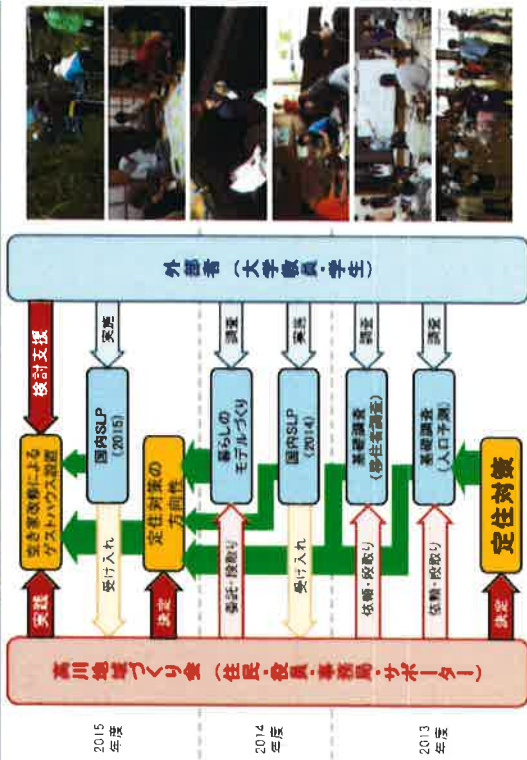 2013
年度
2014
年度
2015
年度
高川地域づくり会（住民・役員・事務局・サポーター）
決定
依頼・段取り
依頼・段取り
受け入れ
委託・段取り
決定
受け入れ
実践
定住対策
基礎調査
（人口予測）
基礎調査
（移住者調査）
国内SLP
（2014）
暮らしの
モデルづくり
定住対策の
方向性
国内SLP
（2015）
空き家改修による
ゲストハウス設置
調査
調査
実施
調査
実施
検討支援
外部者（大学教員・学生）